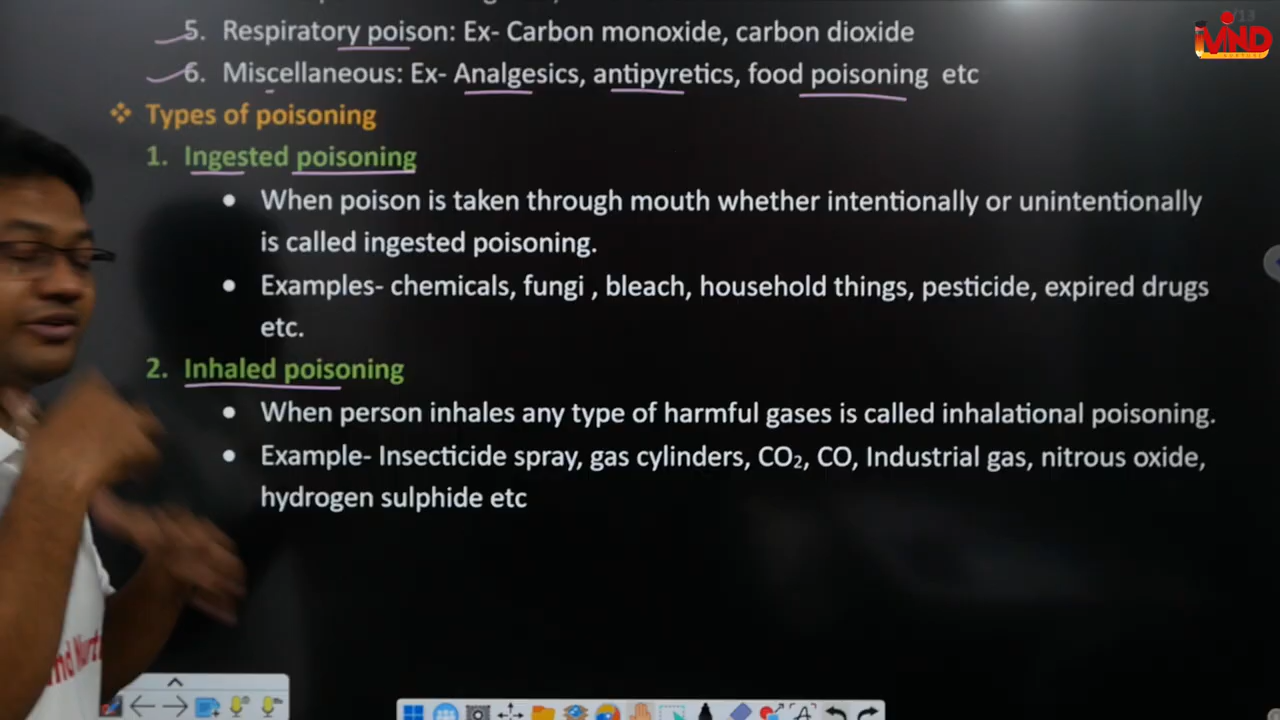 5. Respiratory poison: Ex- Carbon monoxide, carbon dioxide
6. Miscellaneous: Ex- Analgesics, antipyretics, food poisoning etc
❖ Types of poisoning
1. Ingested poisoning
• When poison is taken through mouth whether intentionally or unintentionally
is called ingested poisoning.
• Examples- chemicals, fungi , bleach, household things, pesticide, expired drugs
etc.
2. Inhaled poisoning
• When person inhales any type of harmful gases is called inhalational poisoning.
• Example- Insecticide spray, gas cylinders, CO₂, CO, Industrial gas, nitrous oxide,
hydrogen sulphide etc
/13
MND